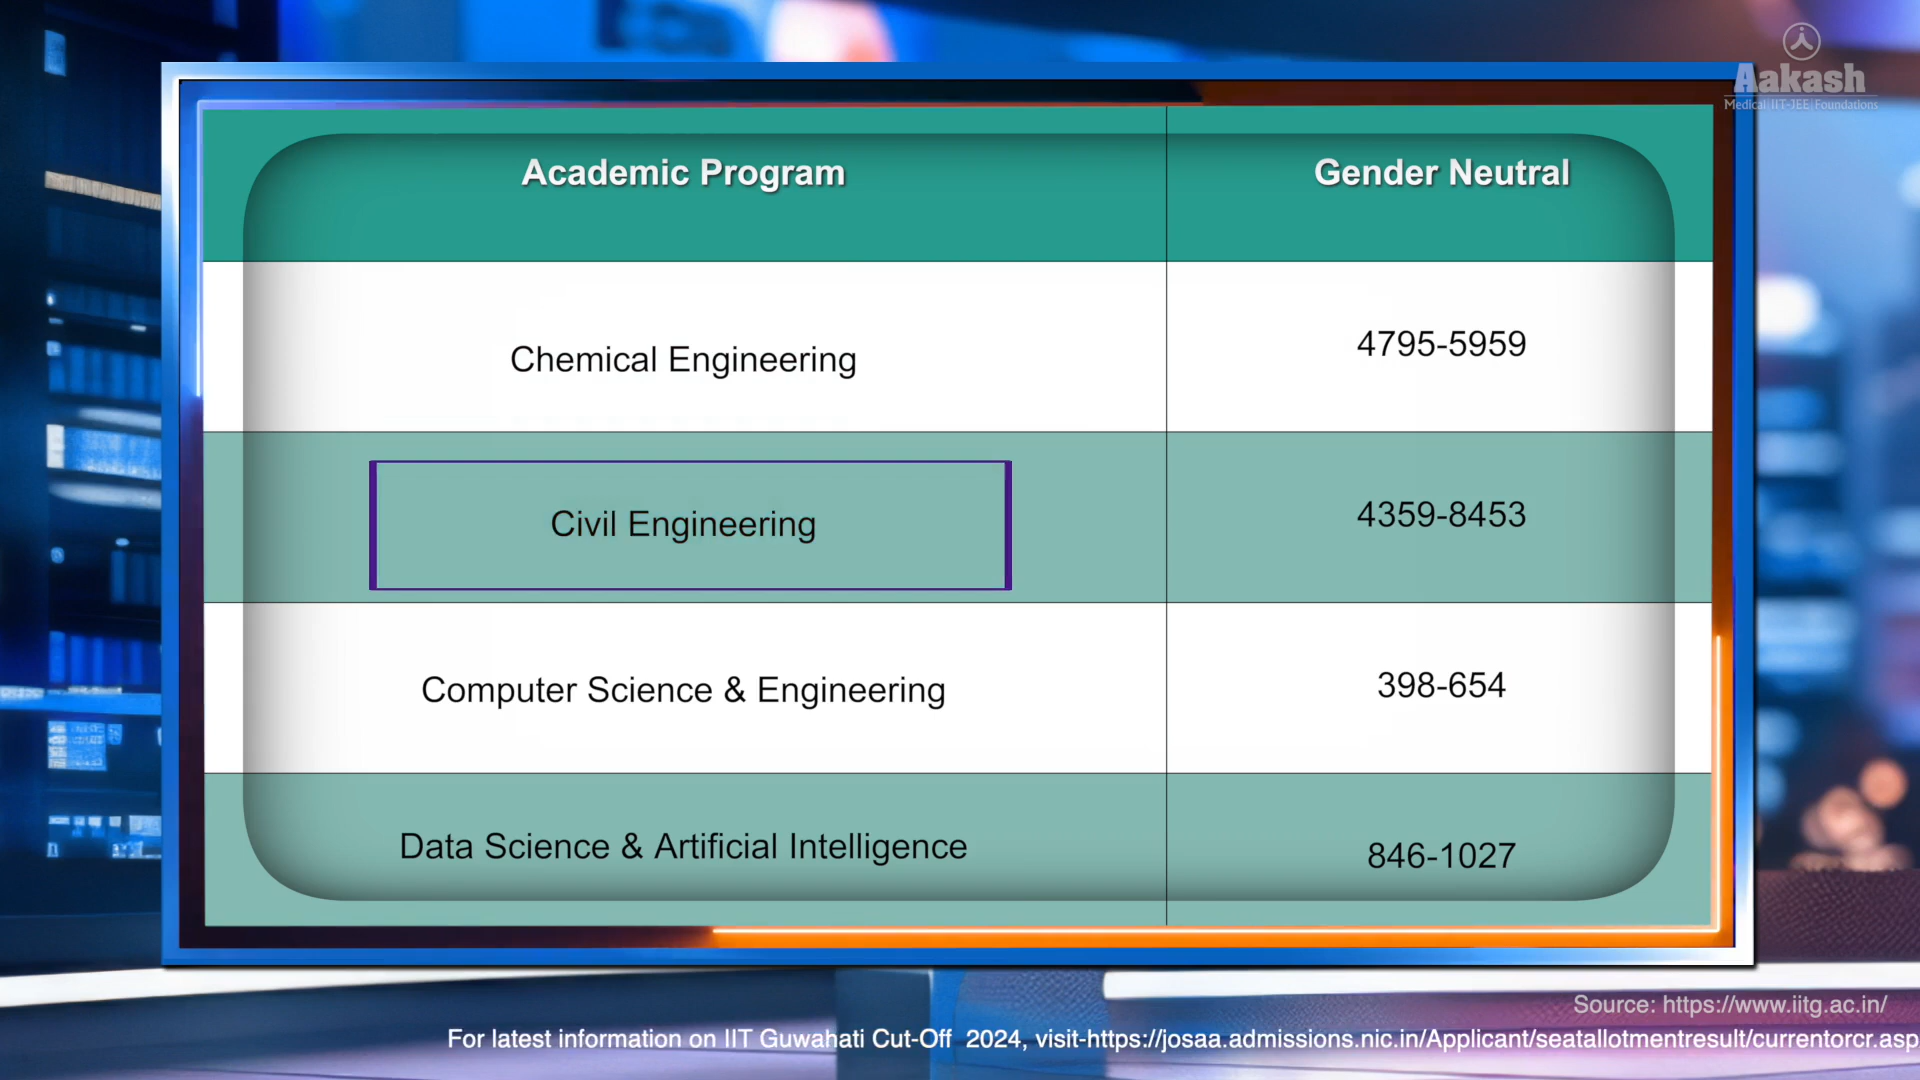 Aakash
Medical|IIT-JEE|Foundations
Academic Program
Gender Neutral
Chemical Engineering
4795-5959
Civil Engineering
4359-8453
Computer Science & Engineering
398-654
Data Science & Artificial Intelligence
846-1027
Source: https://www.iitg.ac.in/
For latest information on IIT Guwahati Cut-Off 2024, visit-https://josaa.admissions.nic.in/Applicant/seatallotmentresult/currentorcr.asp